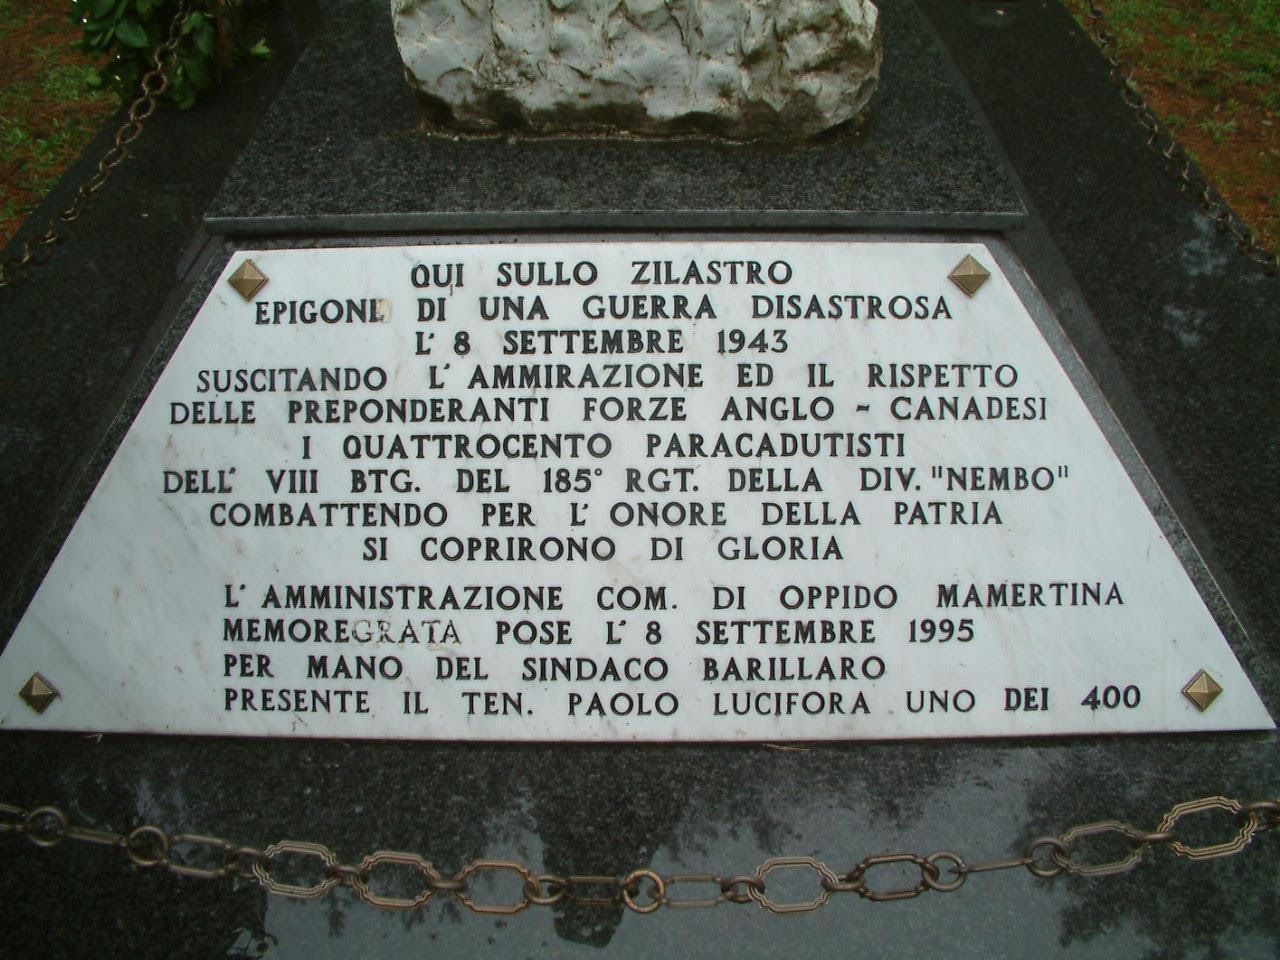 QUI SULLO ZILASTRO
EPIGONI DI UNA GUERRA DISASTROSA,
L'8 SETTEMBRE 1943
SUSCITANDO L'AMMIRAZIONE ED IL RISPETTO
DELLE PREPONDERANTI FORZE ANGLO - CANADESI
I QUATTROCENTO PARACADUTISTI
DELL' VIII BTG. DEL 185° RGT. DELLA DIV. "NEMBO"
COMBATTENDO PER L'ONORE DELLA PATRIA
SI COPRIRONO DI GLORIA
L'AMMINISTRAZIONE COM. DI OPPIDO MAMERTINA
MEMORE GRATA POSE L'8 SETTEMBRE 1995
PER MANO DEL SINDACO BARILLARO
PRESENTE IL TEN. PAOLO LUCIFORA UNO DEI 400